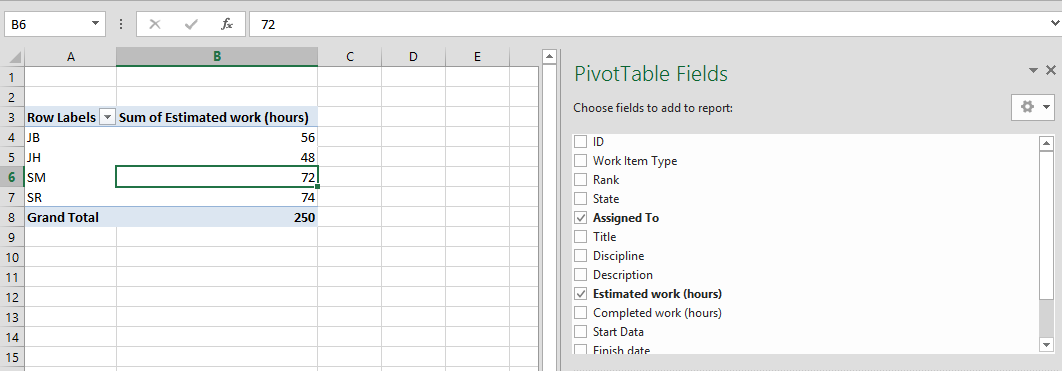 B6 fx 72
A B C D E
1
2
3 Row Labels Sum of Estimated work (hours)
4 JB 56
5 JH 48
6 SM 72
7 SR 74
8 Grand Total 250
9
10
11
12
13
14
15
PivotTable Fields
Choose fields to add to report:
ID
Work Item Type
Rank
State
Assigned To
Title
Discipline
Description
Estimated work (hours)
Completed work (hours)
Start Data
Finish date